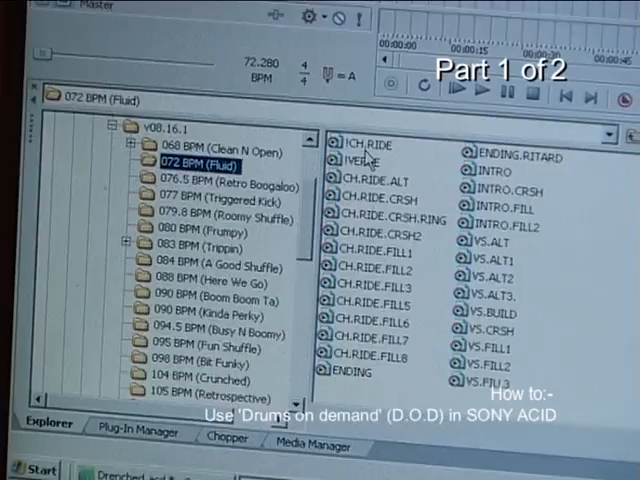 Master
72.280
BPM
4
4
=A
00:00:00
00:00:15
00:00:30
00:00:45
Part 1 of 2
072 BPM (Fluid)
v08.16.1
068 BPM (Clean N Open)
072 BPM (Fluid)
076.5 BPM (Retro Boogaloo)
077 BPM (Triggered Kick)
079.8 BPM (Roomy Shuffle)
080 BPM (Frumpy)
083 BPM (Trippin)
084 BPM (A Good Shuffle)
088 BPM (Here We Go)
090 BPM (Boom Boom Ta)
090 BPM (Kinda Perky)
094.5 BPM (Busy N Boomy)
095 BPM (Fun Shuffle)
098 BPM (Bit Funky)
104 BPM (Crunched)
105 BPM (Retrospective)
!CH.RIDE
CH.RIDE.ALT
CH.RIDE.CRSH
CH.RIDE.CRSH.RING
CH.RIDE.CRSH2
CH.RIDE.FILL1
CH.RIDE.FILL2
CH.RIDE.FILL3
CH.RIDE.FILL5
CH.RIDE.FILL6
CH.RIDE.FILL7
CH.RIDE.FILL8
ENDING
ENDING.RITARD
INTRO
INTRO.CRSH
INTRO.FILL
INTRO.FILL2
VS.ALT
VS.ALT1
VS.ALT2
VS.ALT3.
VS.BUILD
VS.CRSH
VS.FILL1
VS.FILL2
VS.FILL3
How to:-
Use 'Drums on demand' (D.O.D) in SONY ACID
Explorer
Plug-In Manager
Chopper
Media Manager
Start